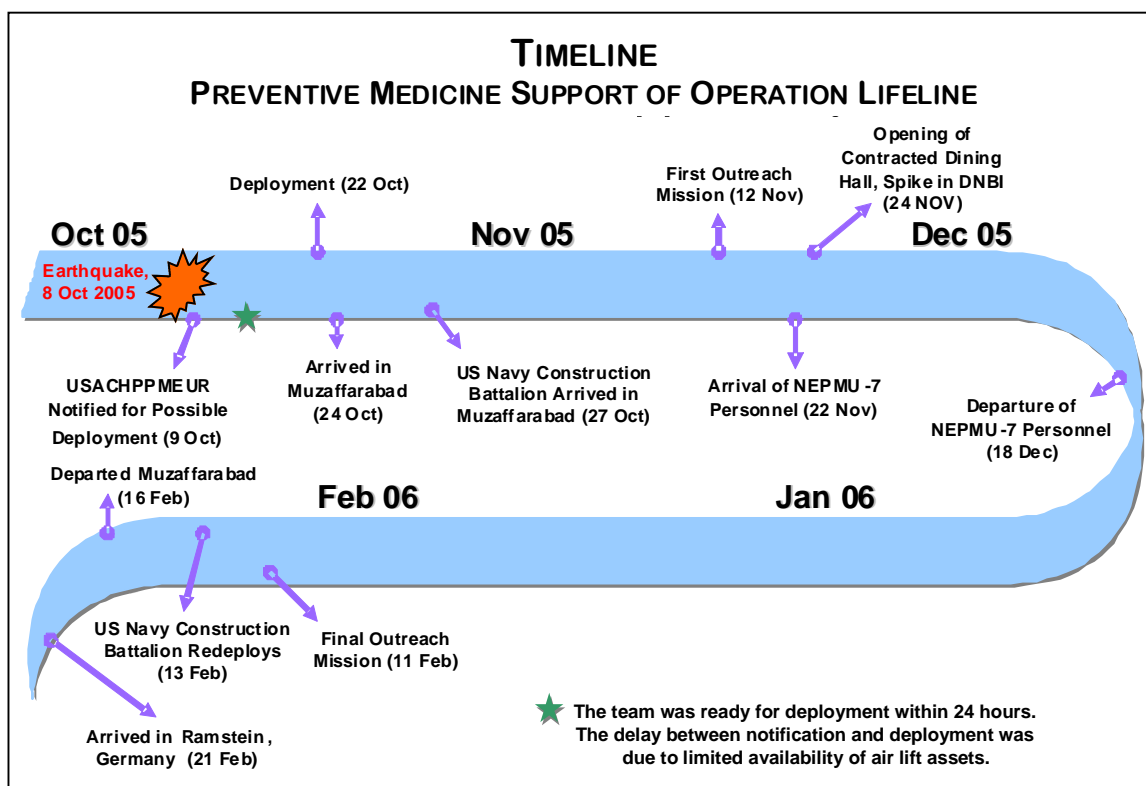 TIMELINE
PREVENTIVE MEDICINE SUPPORT OF OPERATION LIFELINE
Opening of
Contracted Dining
Hall, Spike in DNBI
(24 NOV)
First Outreach
Mission (12 Nov)
Deployment (22 Oct)
Oct 05
Nov 05
Dec 05
Earthquake,
8 Oct 2005
USACHPPMEUR
Notified for Possible
Deployment (9 Oct)
Arrived in
Muzaffarabad
(24 Oct)
US Navy Construction
Battalion Arrived in
Muzaffarabad (27 Oct)
Arrival of NEPMU -7
Personnel (22 Nov)
Departure of
NEPMU -7 Personnel
(18 Dec)
Departed Muzaffarabad
(16 Feb)
Feb 06
Jan 06
US Navy Construction
Battalion Redeploys
(13 Feb)
Final Outreach
Mission (11 Feb)
Arrived in Ramstein ,
Germany (21 Feb)
The team was ready for deployment within 24 hours.
The delay between notification and deployment was
due to limited availability of air lift assets.